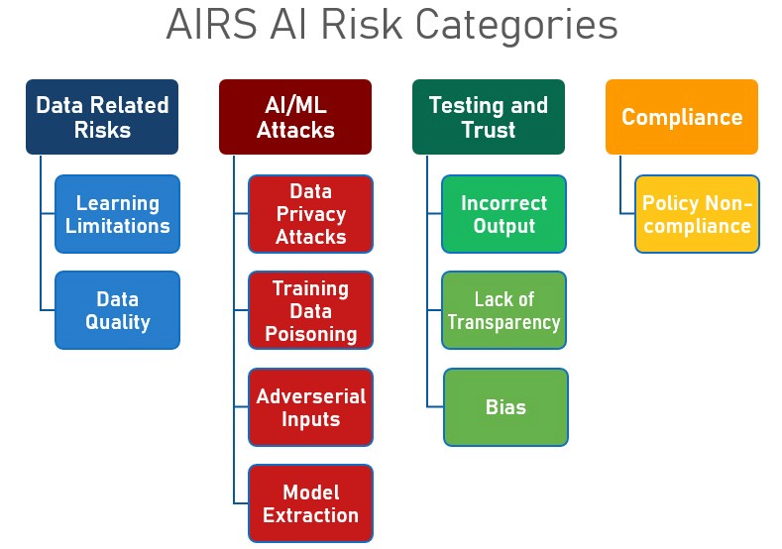 AIRS AI Risk Categories
Data Related
Risks
Learning
Limitations
Data
Quality
AI/ML
Attacks
Data
Privacy
Attacks
Training
Data
Poisoning
Adverserial
Inputs
Model
Extraction
Testing and
Trust
Incorrect
Output
Lack of
Transparency
Bias
Compliance
Policy Non-
compliance